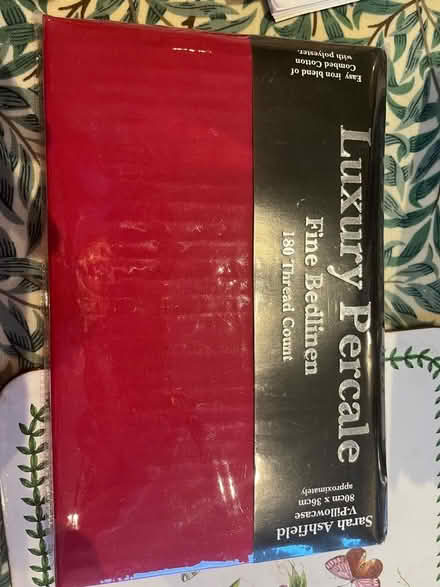 Easy iron blend of
Combed Cotton
with polyester.
Luxury Percale
Fine Bedlinen
180 Thread Count
Sarah Ashfield
V-Pillowcase
80cm x 36cm
approximately